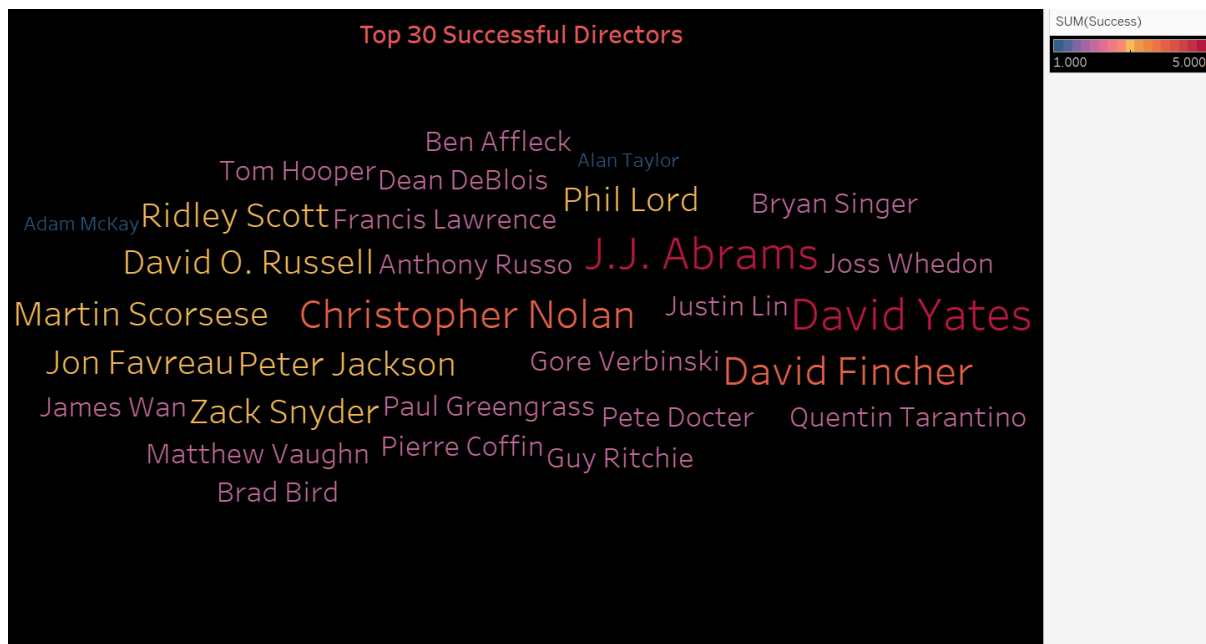 Top 30 Successful Directors
SUM(Success)
1.000 5.000
Ben Affleck
Alan Taylor
Tom Hooper
Dean DeBlois
Phil Lord
Bryan Singer
Adam McKay
Ridley Scott
Francis Lawrence
David O. Russell
Anthony Russo
J.J. Abrams
Joss Whedon
Martin Scorsese
Christopher Nolan
Justin Lin
David Yates
Jon Favreau
Peter Jackson
Gore Verbinski
David Fincher
James Wan
Zack Snyder
Paul Greengrass
Pete Docter
Quentin Tarantino
Matthew Vaughn
Pierre Coffin
Guy Ritchie
Brad Bird